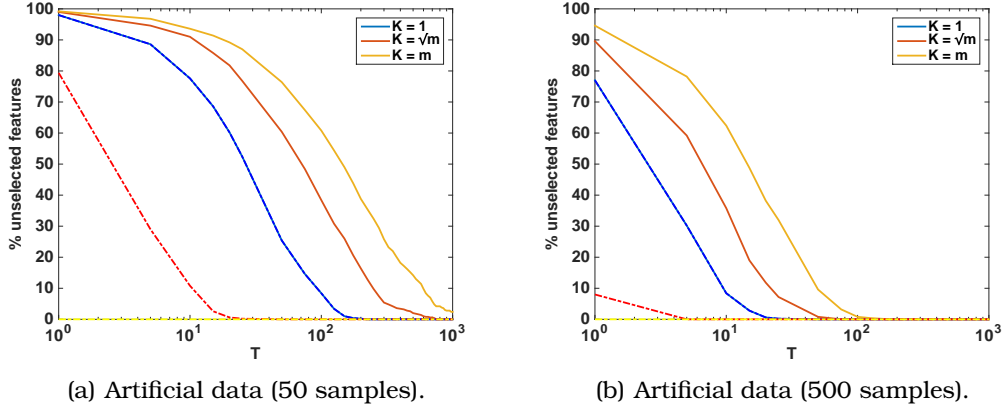 100
90
80
70
60
50
40
30
20
10
0
% unselected features
10^0
10^1
10^2
10^3
T
K = 1
K = √m
K = m
(a) Artificial data (50 samples).
100
90
80
70
60
50
40
30
20
10
0
% unselected features
10^0
10^1
10^2
10^3
T
K = 1
K = √m
K = m
(b) Artificial data (500 samples).